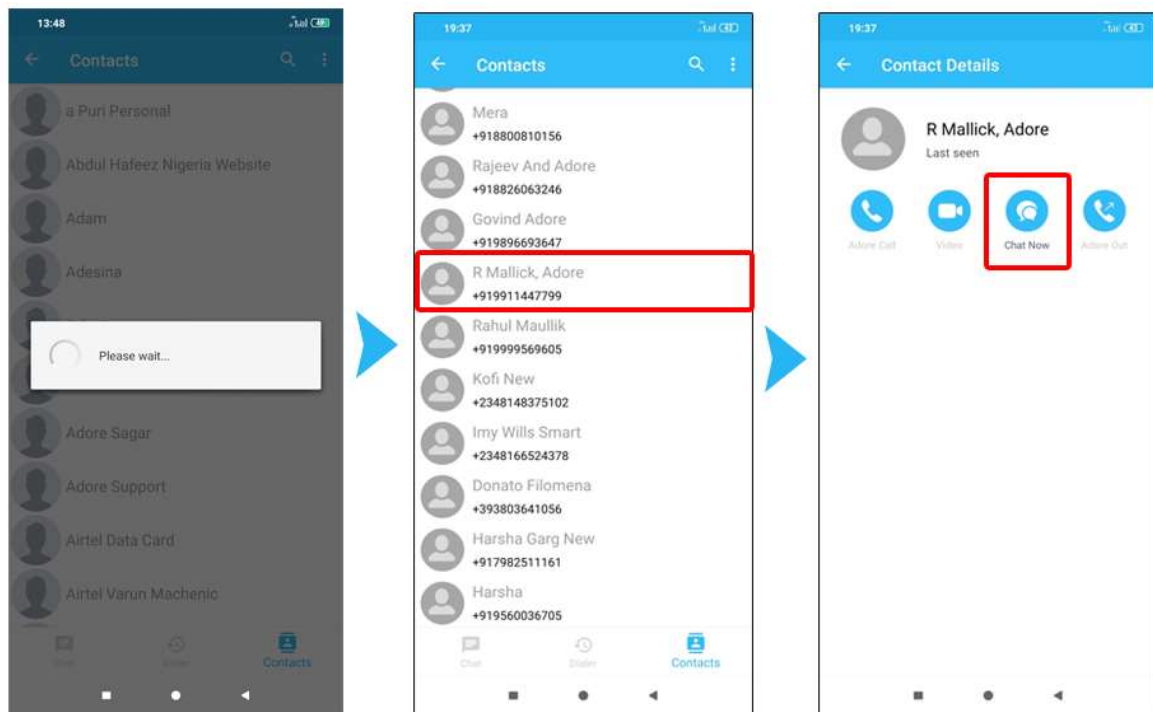 13:48
Contacts
a Puri Personal
Abdul Hafeez Nigeria Website
Adam
Adesina
Please wait...
Adore Sagar
Adore Support
Airtel Data Card
Airtel Varun Machenic
Contacts
19:37
Contacts
Mera
+918800810156
Rajeev And Adore
+918826063246
Govind Adore
+919896693647
R Mallick, Adore
+919911447799
Rahul Maullik
+919999569605
Kofi New
+2348148375102
Imy Wills Smart
+2348166524378
Donato Filomena
+393803641056
Harsha Garg New
+917982511161
Harsha
+919560036705
Chat
Dialer
Contacts
19:37
Contact Details
R Mallick, Adore
Last seen
Adore Call
Video
Chat Now
Adore Out